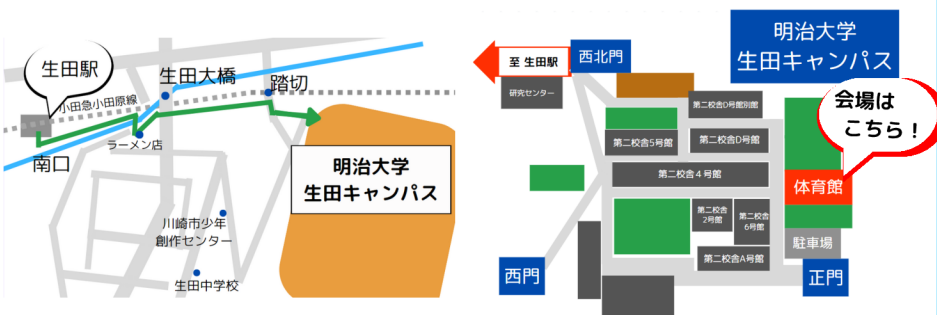 生田駅
小田急小田原線
生田大橋
踏切
南口
ラーメン店
明治大学
生田キャンパス
川崎市少年
創作センター
生田中学校
明治大学
生田キャンパス
至 生田駅
西北門
研究センター
第二校舎D号館別館
会場は
こちら!
第二校舎5号館
第二校舎D号館
第二校舎4号館
体育館
第二校舎
2号館
第二校舎
6号館
駐車場
第二校舎A号館
西門
正門